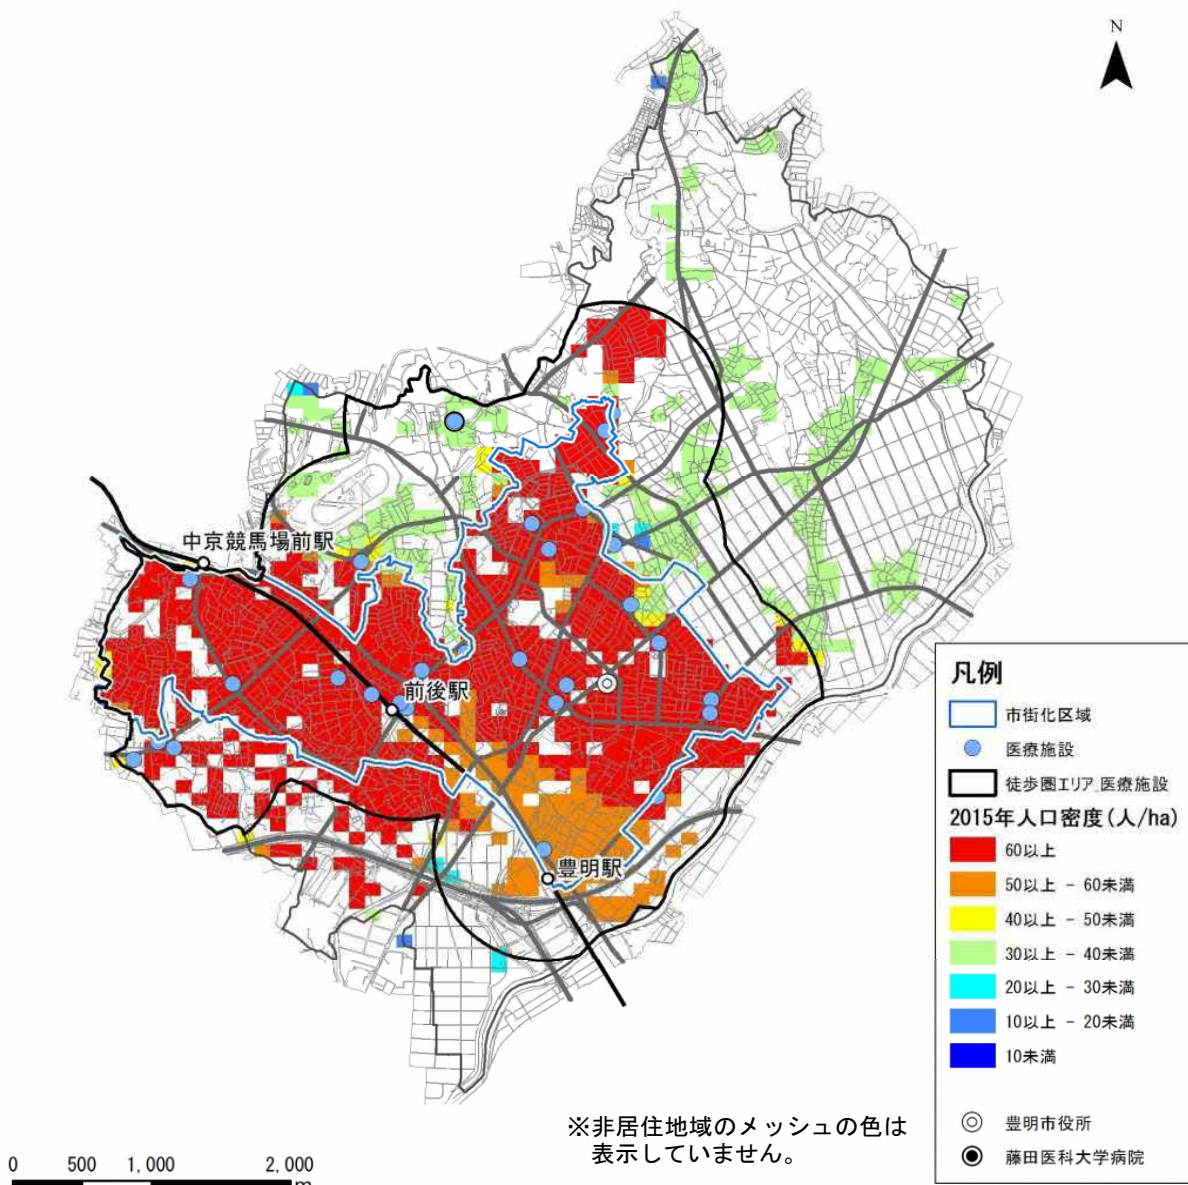 N
中京競馬場前駅
前後駅
豊明駅
凡例
市街化区域
医療施設
徒歩圏エリア_医療施設
2015年人口密度(人/ha)
60以上
50以上 - 60未満
40以上 - 50未満
30以上 - 40未満
20以上 - 30未満
10以上 - 20未満
10未満
豊明市役所
藤田医科大学病院
※非居住地域のメッシュの色は
表示していません。
0 500 1,000 2,000
m